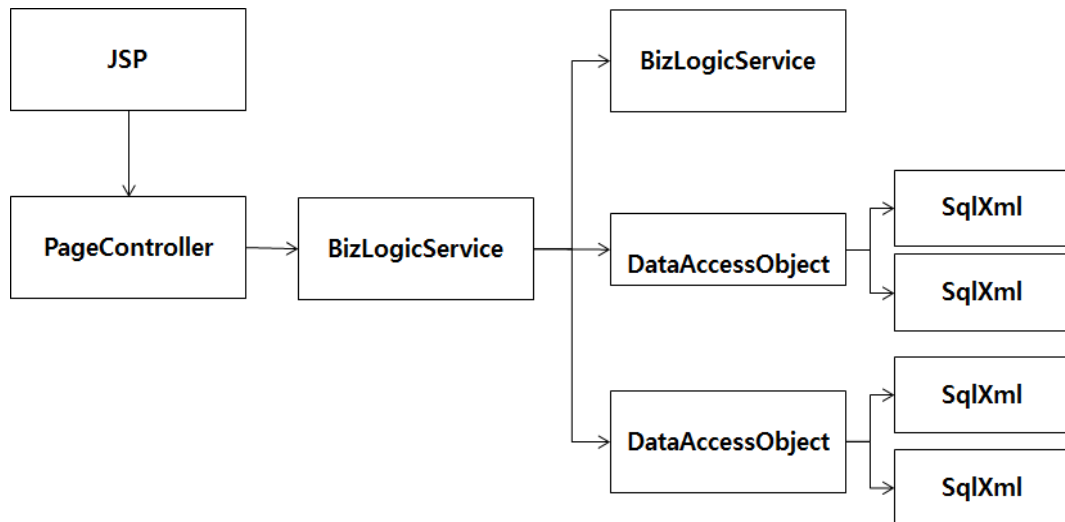 JSP
BizLogicService
PageController
BizLogicService
DataAccessObject
SqlXml
SqlXml
DataAccessObject
SqlXml
SqlXml